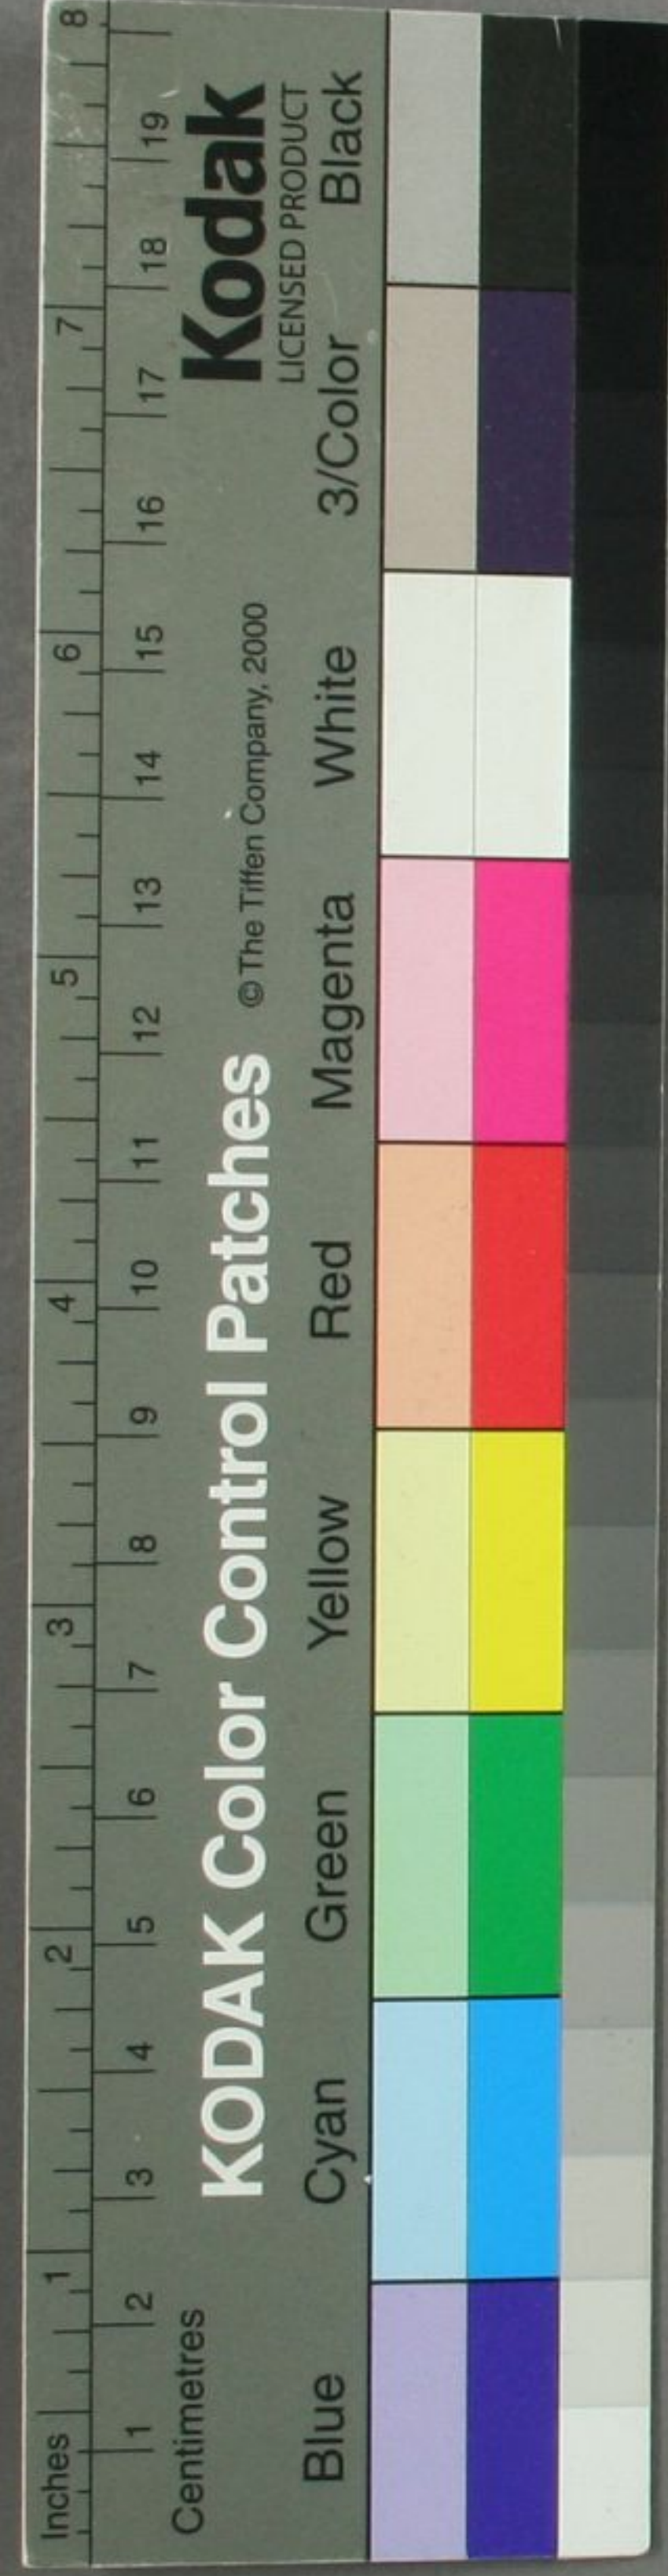 Inches 1 2 3 4 5 6 7 8
Centimetres 1 2 3 4 5 6 7 8 9 10 11 12 13 14 15 16 17 18 19
KODAK Color Control Patches © The Tiffen Company, 2000 Kodak
LICENSED PRODUCT
Blue Cyan Green Yellow Red Magenta White 3/Color Black